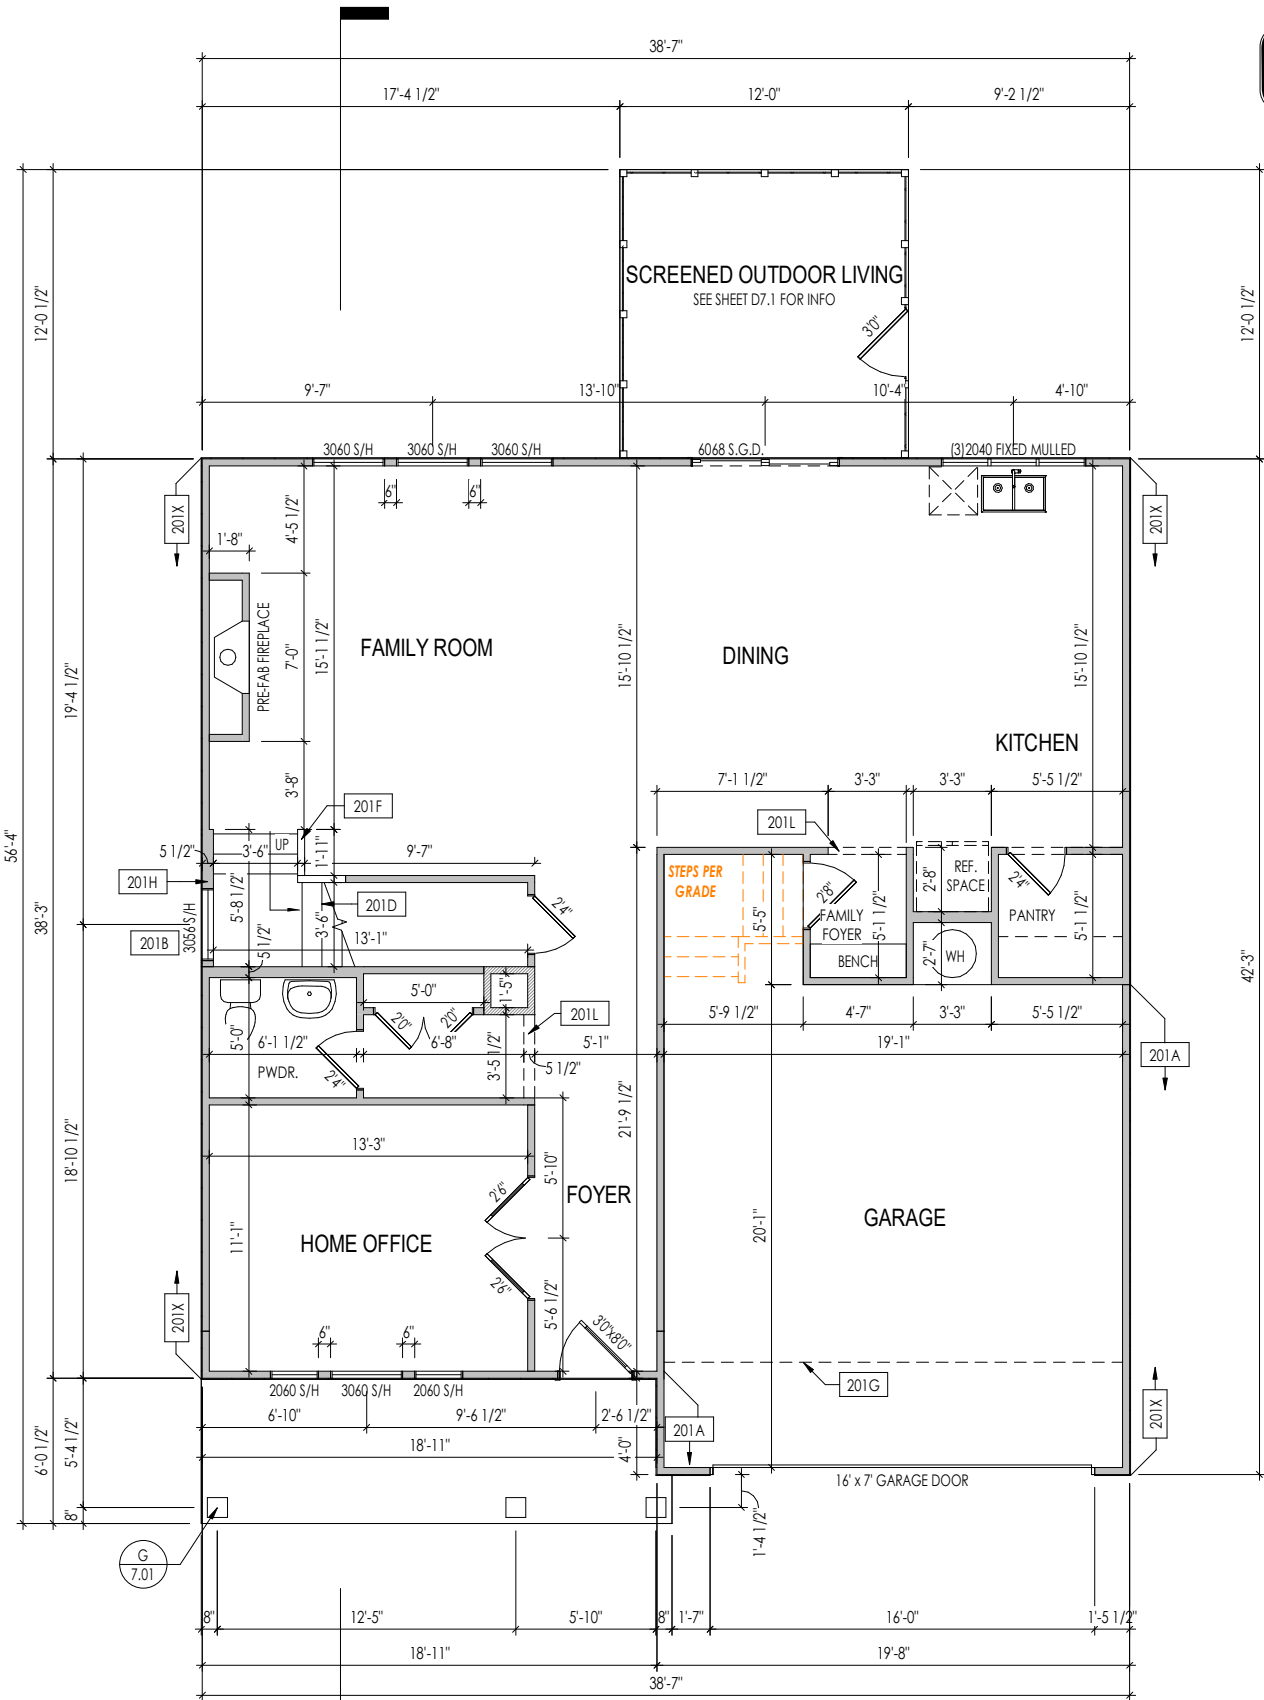 38'-7"
17'-4 1/2"
12'-0"
9'-2 1/2"
SCREENED OUTDOOR LIVING
SEE SHEET D7.1 FOR INFO
3'0"
12'-0 1/2"
12'-0 1/2"
9'-7"
13'-10"
10'-4"
4'-10"
3060 S/H
3060 S/H
3060 S/H
6068 S.G.D.
(3)2040 FIXED MULLED
6"
6"
201X
201X
4'-5 1/2"
1'-8"
PRE-FAB FIREPLACE
7'-0"
15'-1 1/2"
FAMILY ROOM
15'-10 1/2"
DINING
15'-10 1/2"
KITCHEN
19'-4 1/2"
3'-8"
7'-1 1/2"
3'-3"
3'-3"
5'-5 1/2"
201F
201L
56'-4"
38'-3"
42'-3"
5 1/2"
3'-6"
UP
1'-11"
9'-7"
201H
5'-8 1/2"
201D
3'-6"
2'4"
STEPS PER
GRADE
5'-5"
2'8"
FAMILY
FOYER
5'-1 1/2"
BENCH
2'-8"
REF.
SPACE
2'4"
PANTRY
5'-1 1/2"
201B
3056 S/H
5 1/2"
13'-1"
2'-7"
WH
5'-0"
1'-5"
201L
5'-9 1/2"
4'-7"
3'-3"
5'-5 1/2"
5'-0"
6'-1 1/2"
2'0"
2'0"
6'-8"
5'-1"
19'-1"
PWDR.
2'4"
3'-5 1/2"
5 1/2"
201A
18'-10 1/2"
21'-9 1/2"
13'-3"
5'-10"
2'6"
FOYER
11'-1"
HOME OFFICE
GARAGE
20'-1"
2'6"
5'-6 1/2"
3'0"x8'0"
201X
6"
6"
201G
201X
2060 S/H
3060 S/H
2060 S/H
6'-10"
9'-6 1/2"
2'-6 1/2"
18'-11"
4'-0"
201A
6'-0 1/2"
5'-4 1/2"
8"
16' x 7' GARAGE DOOR
1'-4 1/2"
G
7.01
8"
12'-5"
5'-10"
8"
1'-7"
16'-0"
1'-5 1/2"
18'-11"
19'-8"
38'-7"